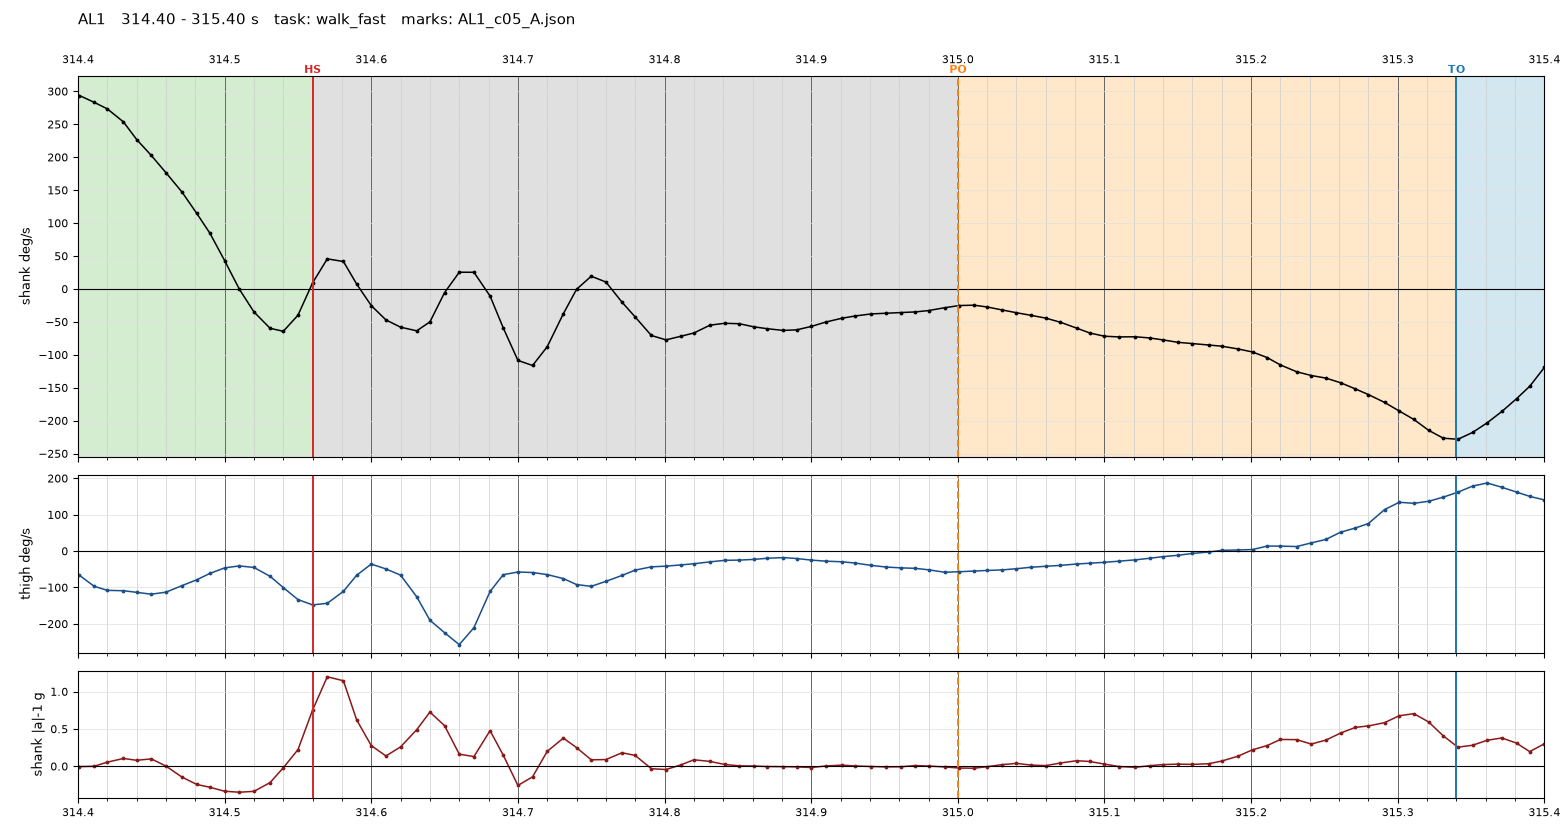 AL1   314.40 - 315.40 s   task: walk_fast   marks: AL1_c05_A.json
314.4 314.5 314.6 314.7 314.8 314.9 315.0 315.1 315.2 315.3 315.4
HS PO TO
300
250
200
150
100
50
0
−50
−100
−150
−200
−250
shank deg/s
200
100
0
−100
−200
thigh deg/s
1.0
0.5
0.0
shank |a|-1 g
314.4 314.5 314.6 314.7 314.8 314.9 315.0 315.1 315.2 315.3 315.4